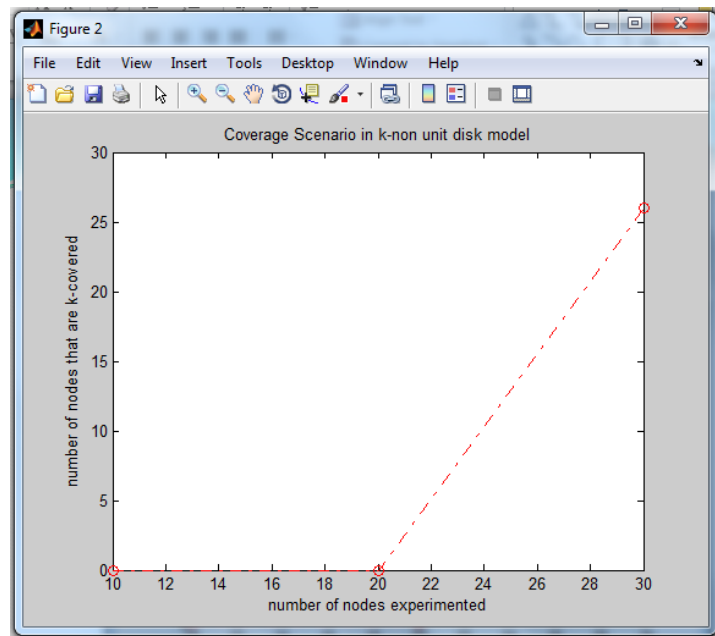 Figure 2
File Edit View Insert Tools Desktop Window Help
Coverage Scenario in k-non unit disk model
30
25
20
15
10
5
0
number of nodes that are k-covered
10 12 14 16 18 20 22 24 26 28 30
number of nodes experimented